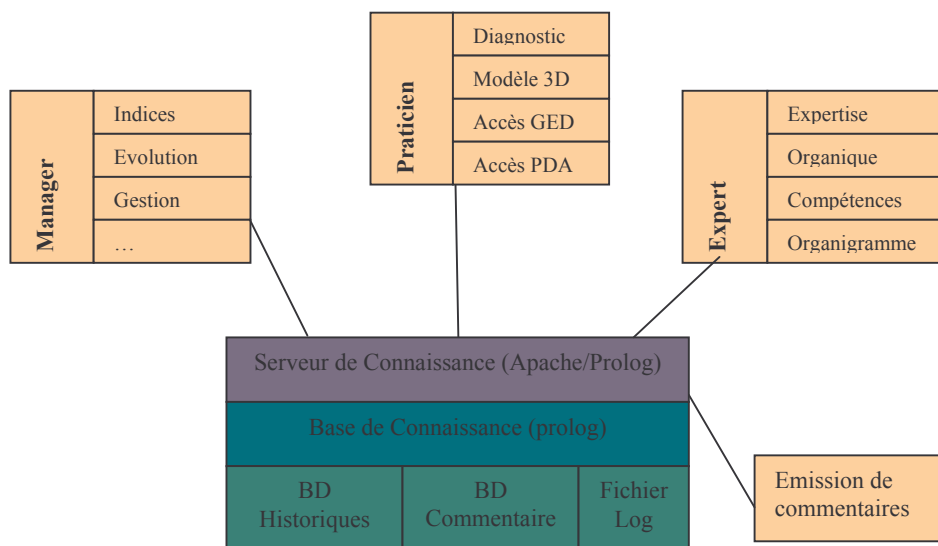 Manager
Indices
Evolution
Gestion
…
Praticien
Diagnostic
Modèle 3D
Accès GED
Accès PDA
Expert
Expertise
Organique
Compétences
Organigramme
Serveur de Connaissance (Apache/Prolog)
Base de Connaissance (prolog)
BD
Historiques
BD
Commentaire
Fichier
Log
Emission de
commentaires